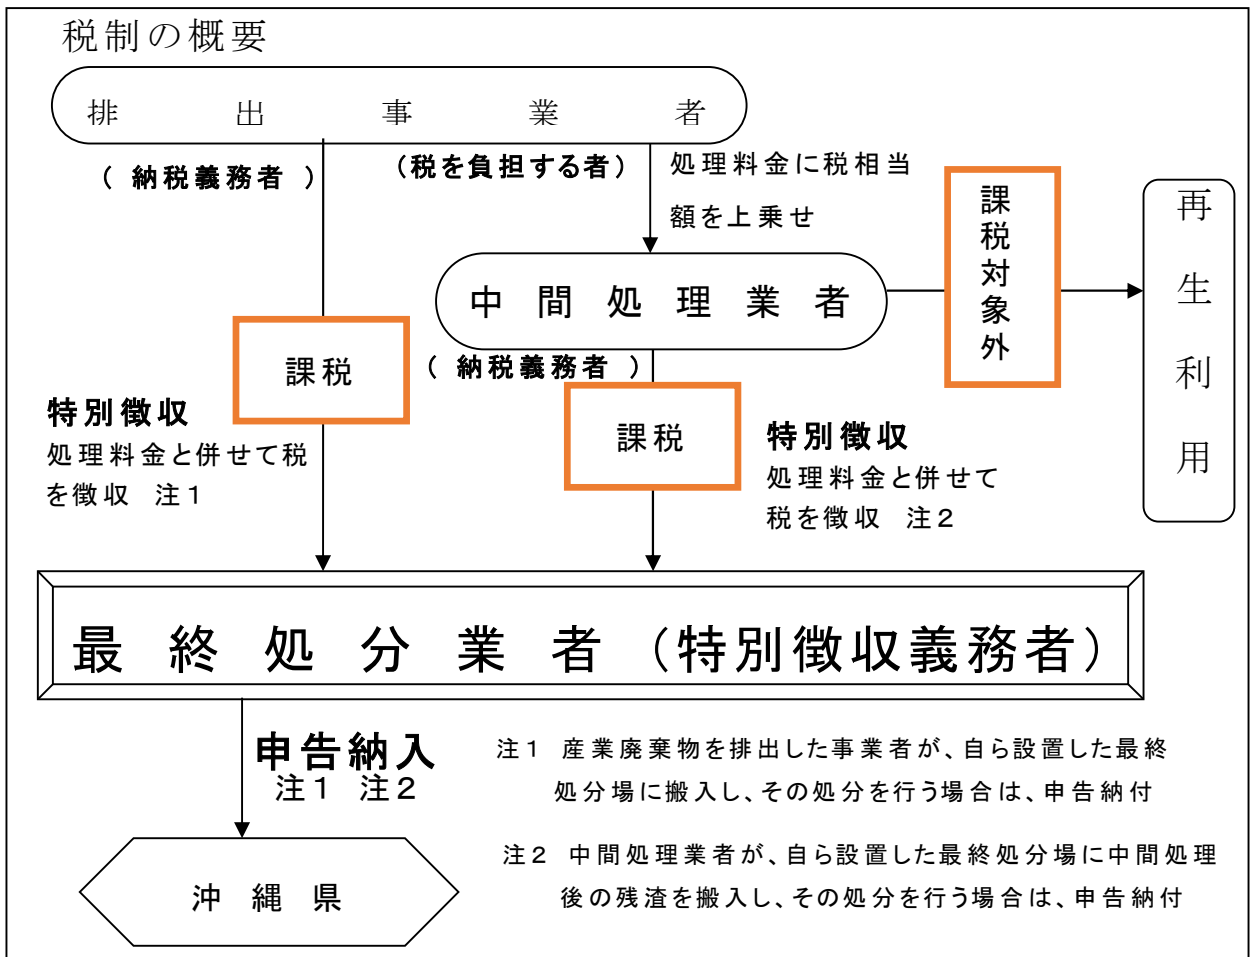 税制の概要
排出事業者
（ 納税義務者 ）
（税を負担する者）
処理料金に税相当
額を上乗せ
課税対象外
再生利用
中間処理業者
（ 納税義務者 ）
課税
特別徴収
処理料金と併せて税
を徴収 注１
課税
特別徴収
処理料金と併せて
税を徴収 注２
最終処分業者（特別徴収義務者）
申告納入
注１ 注２
注１ 産業廃棄物を排出した事業者が、自ら設置した最終
処分場に搬入し、その処分を行う場合は、申告納付
注２ 中間処理業者が、自ら設置した最終処分場に中間処理
後の残渣を搬入し、その処分を行う場合は、申告納付
沖縄県